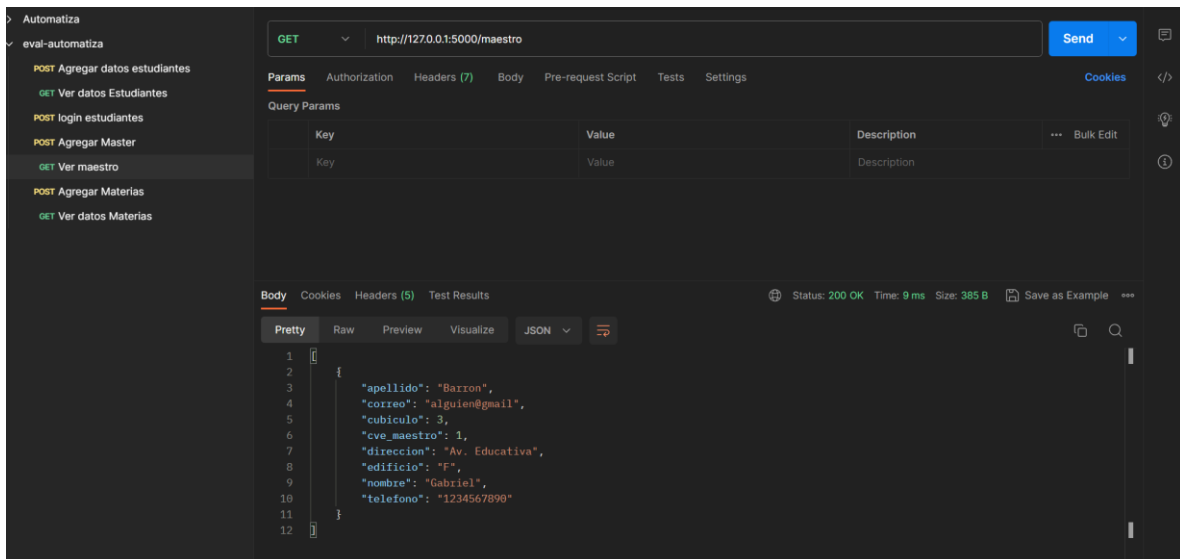 Automatiza
eval-automatiza
POST Agregar datos estudiantes
GET Ver datos Estudiantes
POST login estudiantes
POST Agregar Master
GET Ver maestro
POST Agregar Materias
GET Ver datos Materias
GET http://127.0.0.1:5000/maestro Send
Params Authorization Headers (7) Body Pre-request Script Tests Settings Cookies
Query Params
Key Value Description ••• Bulk Edit
Key Value Description
Body Cookies Headers (5) Test Results Status: 200 OK Time: 9 ms Size: 385 B Save as Example
Pretty Raw Preview Visualize JSON
1 [
2 {
3 "apellido": "Barron",
4 "correo": "alguien@gmail",
5 "cubiculo": 3,
6 "cve_maestro": 1,
7 "direccion": "Av. Educativa",
8 "edificio": "F",
9 "nombre": "Gabriel",
10 "telefono": "1234567890"
11 }
12 ]